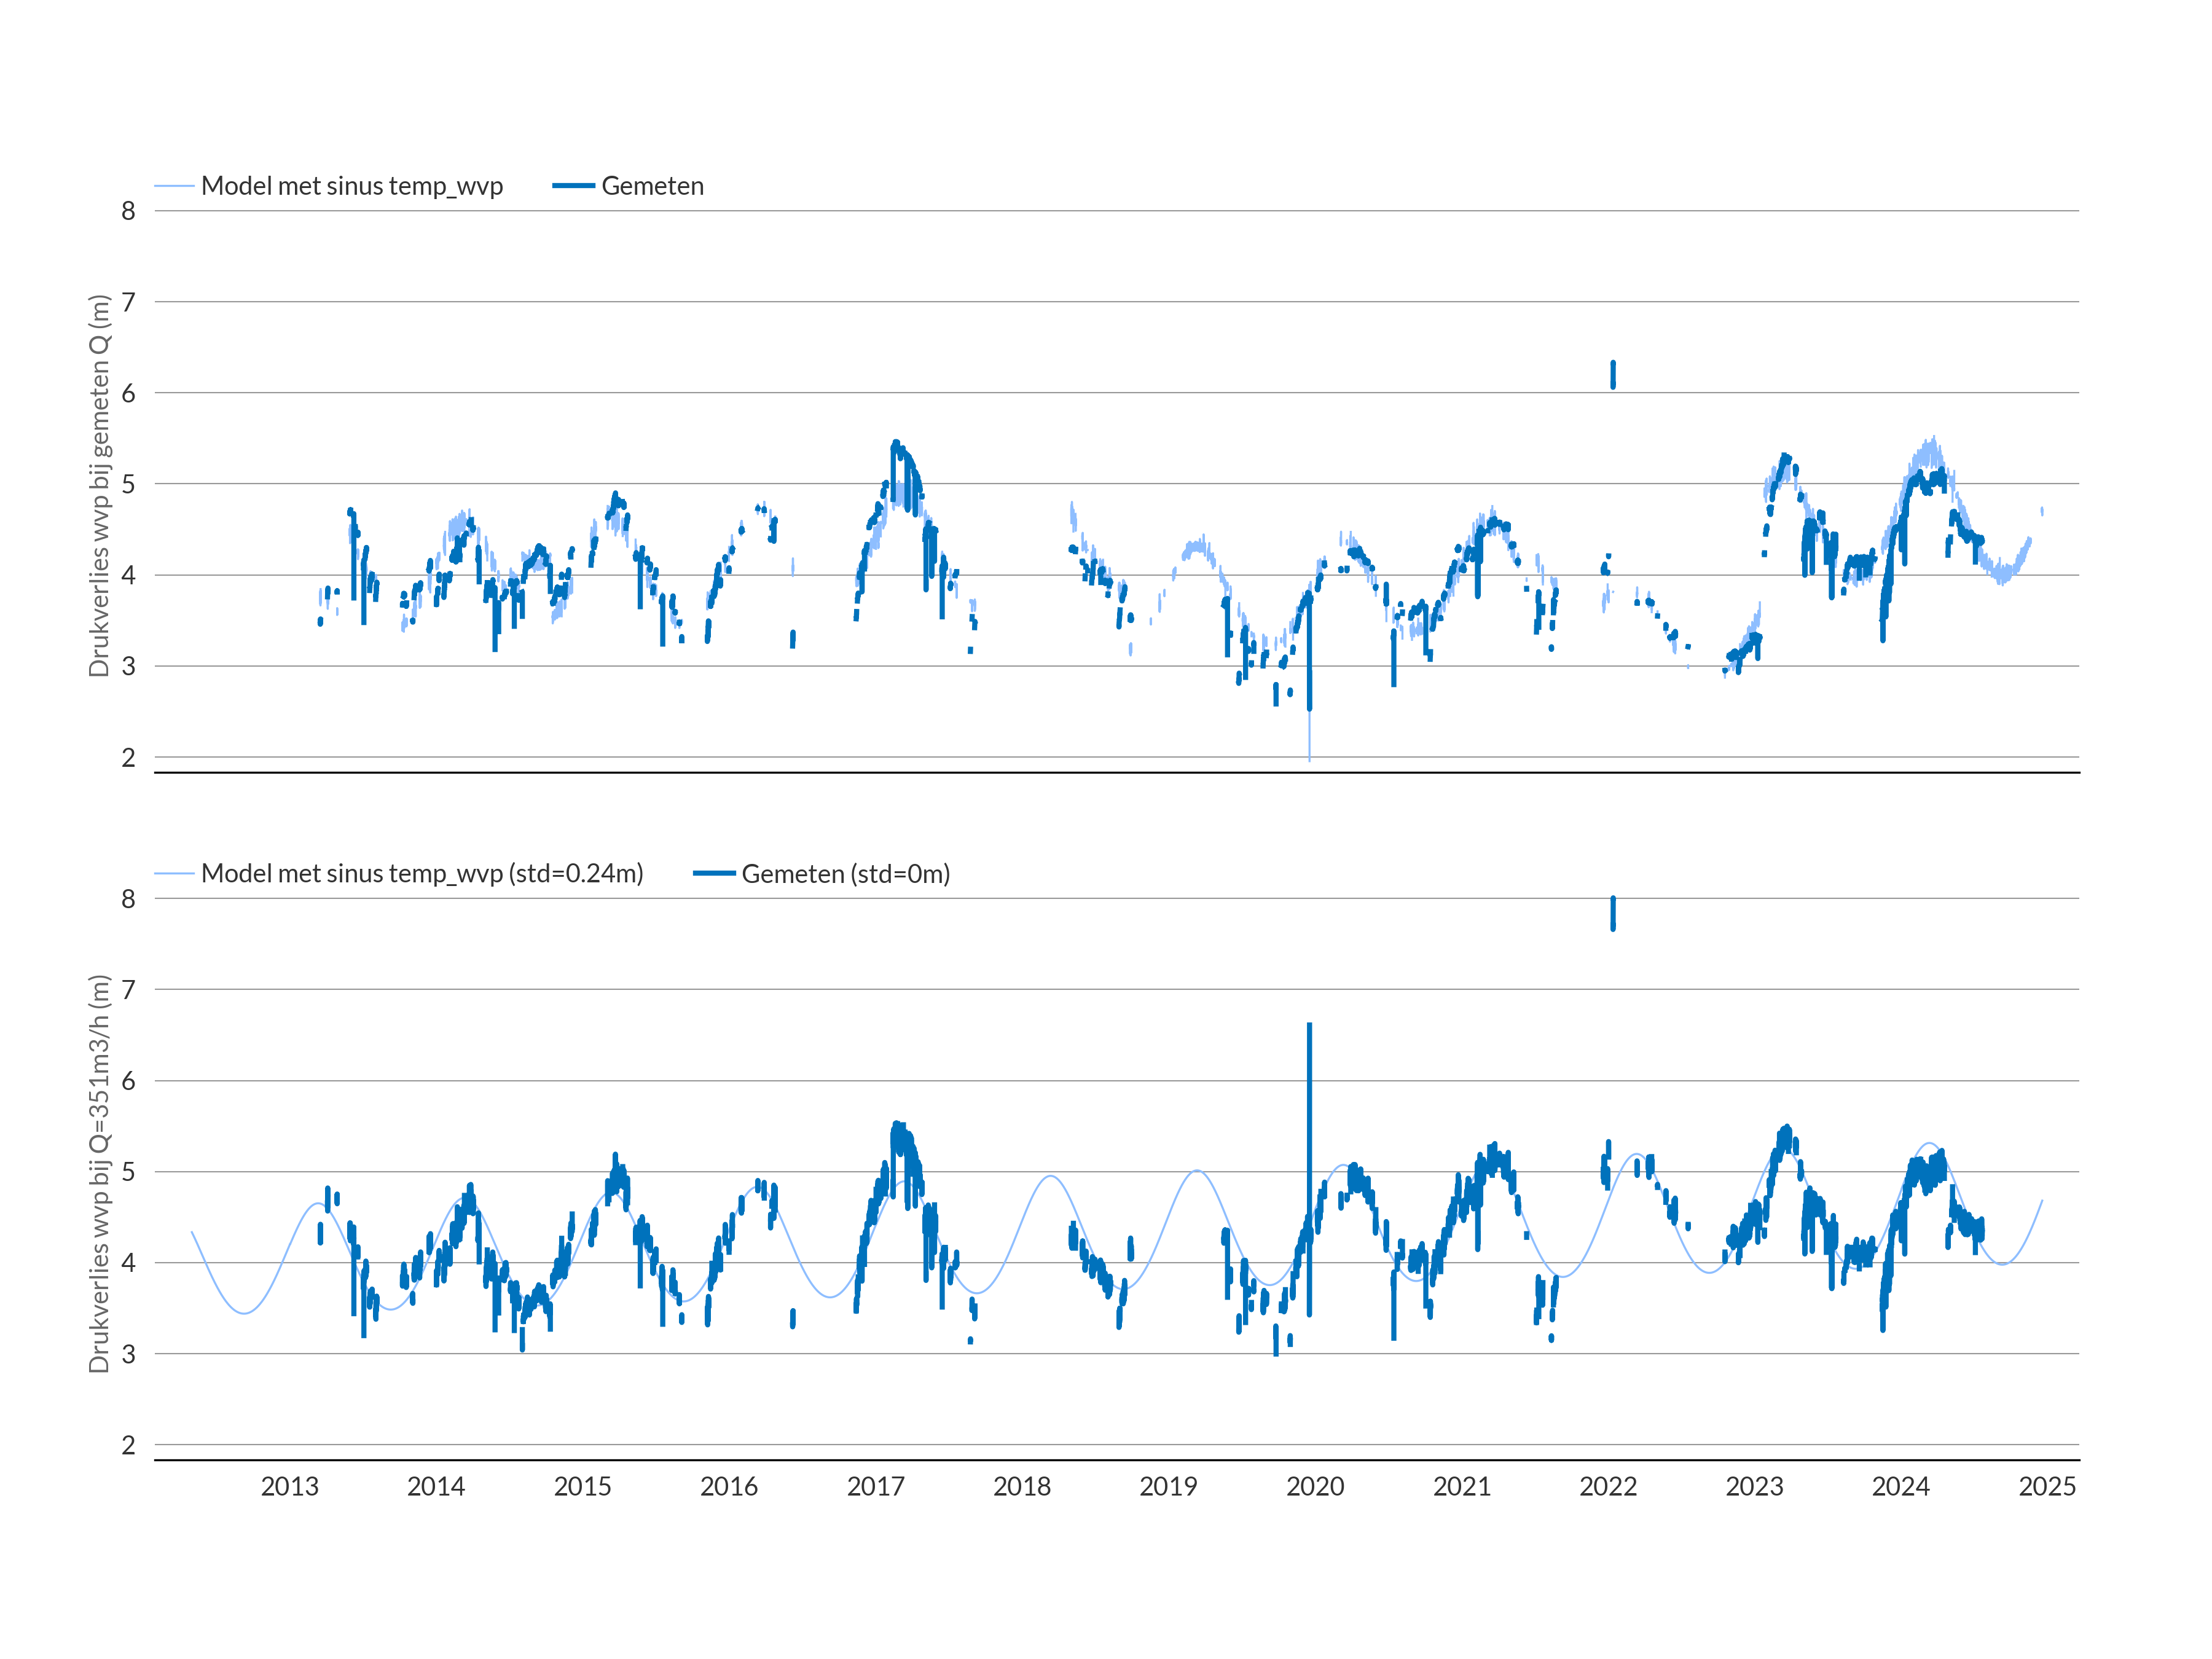 Model met sinus temp_wvp Gemeten
8
7
6
5
4
3
2
Drukverlies wvp bij gemeten Q (m)
Model met sinus temp_wvp (std=0.24m) Gemeten (std=0m)
8
7
6
5
4
3
2
Drukverlies wvp bij Q=351m3/h (m)
2013 2014 2015 2016 2017 2018 2019 2020 2021 2022 2023 2024 2025